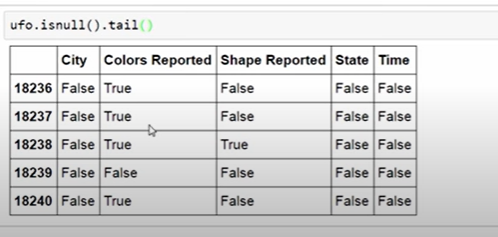 ufo.isnull().tail()
City Colors Reported Shape Reported State Time
18236 False True False False False
18237 False True False False False
18238 False True True False False
18239 False False False False False
18240 False True False False False